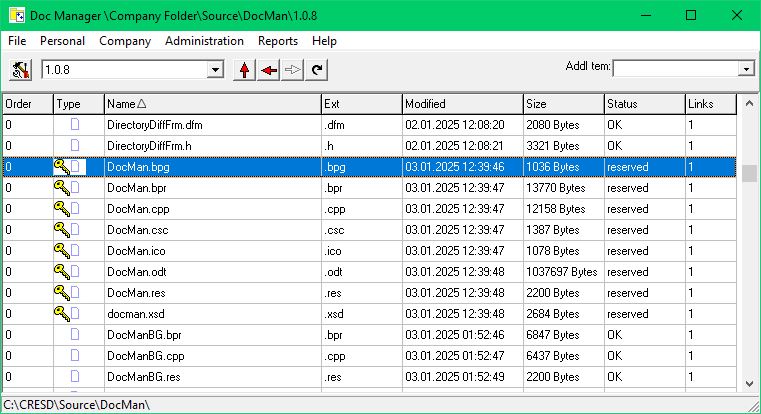 Doc Manager \Company Folder\Source\DocMan\1.0.8
File Personal Company Administration Reports Help
1.0.8 AddI tem:
Order Type Name Ext Modified Size Status Links
0 DirectoryDiffFrm.dfm .dfm 02.01.2025 12:08:20 2080 Bytes OK 1
0 DirectoryDiffFrm.h .h 02.01.2025 12:08:21 3321 Bytes OK 1
0 DocMan.bpg .bpg 03.01.2025 12:39:46 1036 Bytes reserved 1
0 DocMan.bpr .bpr 03.01.2025 12:39:47 13770 Bytes reserved 1
0 DocMan.cpp .cpp 03.01.2025 12:39:47 12158 Bytes reserved 1
0 DocMan.csc .csc 03.01.2025 12:39:47 1387 Bytes reserved 1
0 DocMan.ico .ico 03.01.2025 12:39:47 1078 Bytes reserved 1
0 DocMan.odt .odt 03.01.2025 12:39:48 1037697 Bytes reserved 1
0 DocMan.res .res 03.01.2025 12:39:48 2200 Bytes reserved 1
0 docman.xsd .xsd 03.01.2025 12:39:48 2684 Bytes reserved 1
0 DocManBG.bpr .bpr 03.01.2025 01:52:46 6847 Bytes OK 1
0 DocManBG.cpp .cpp 03.01.2025 01:52:47 6437 Bytes OK 1
0 DocManBG.res .res 03.01.2025 01:52:49 2200 Bytes OK 1
C:\CRESD\Source\DocMan\